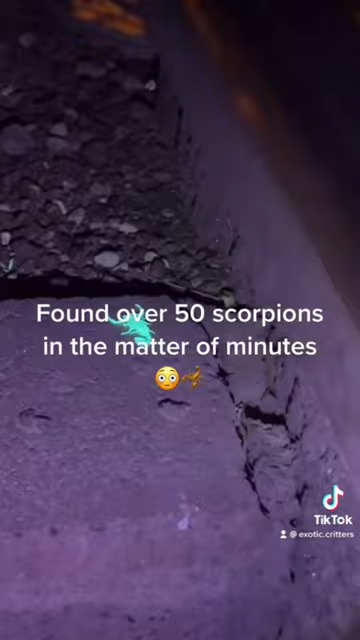 Found over 50 scorpions
in the matter of minutes
😳🦂
TikTok
@ exotic.critters